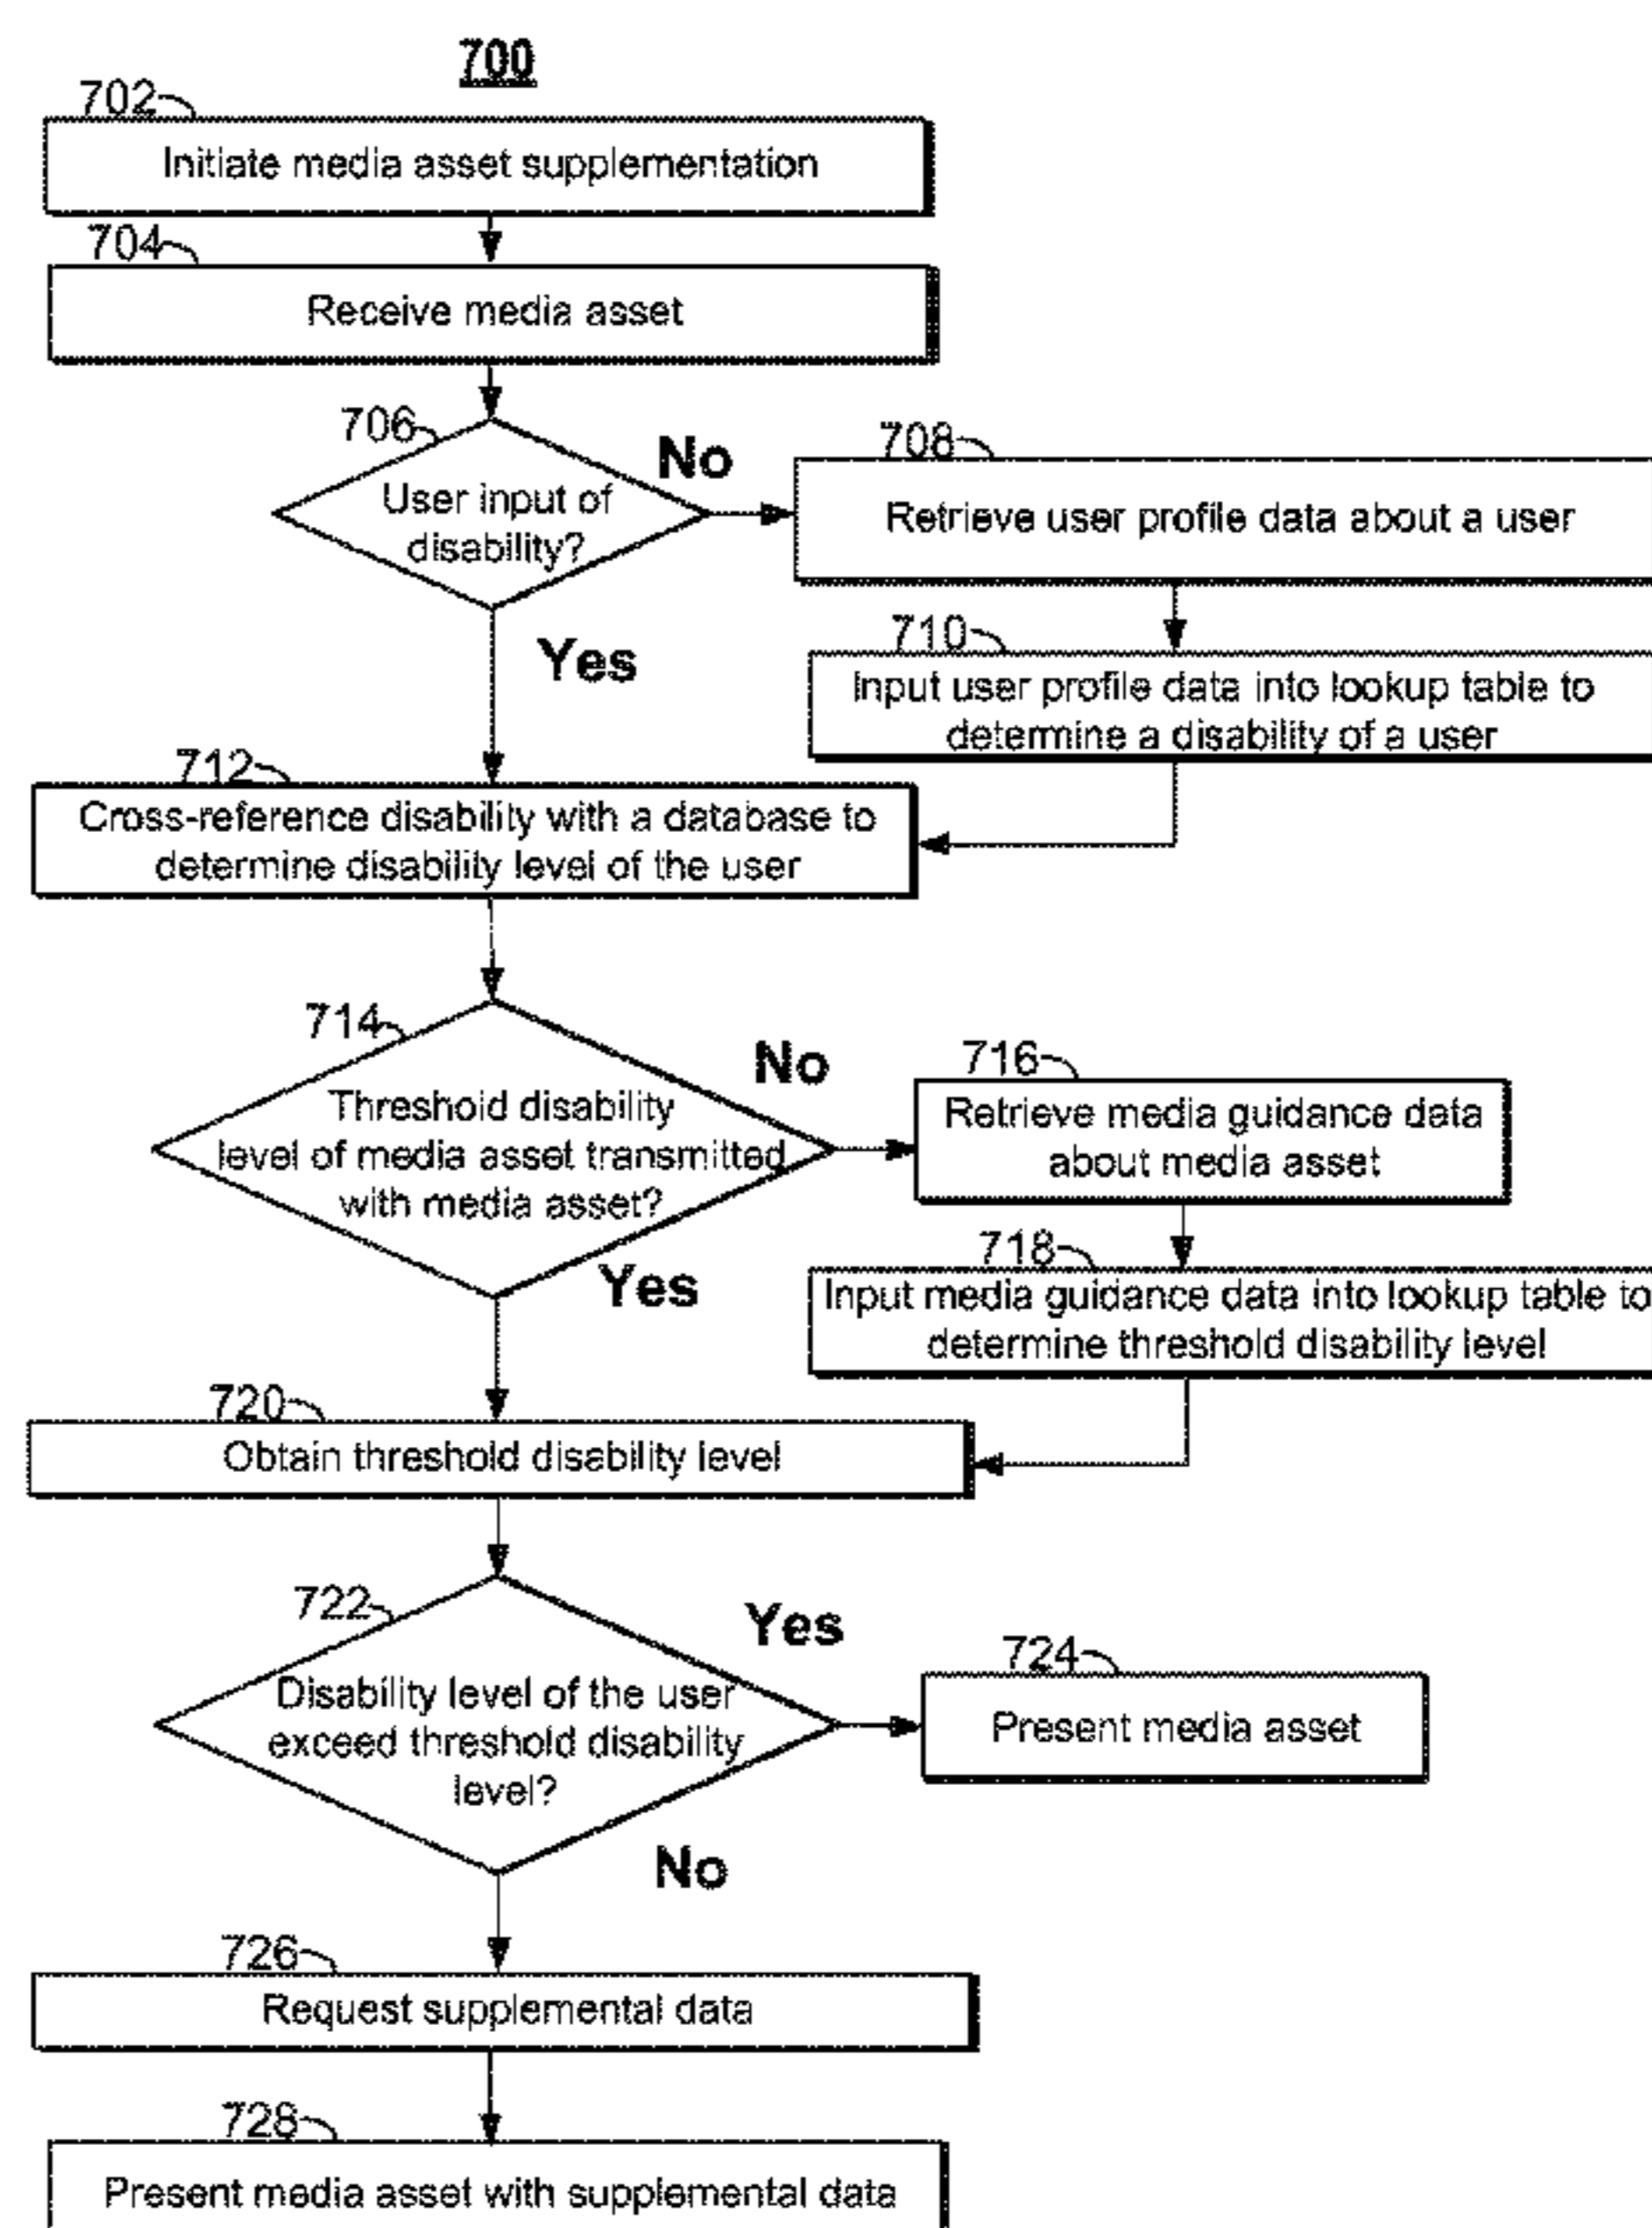 700
702
Initiate media asset supplementation
704
Receive media asset
706
User input of
disability?
No
Yes
708
Retrieve user profile data about a user
710
Input user profile data into lookup table to
determine a disability of a user
712
Cross-reference disability with a database to
determine disability level of the user
714
Threshold disability
level of media asset transmitted
with media asset?
No
Yes
716
Retrieve media guidance data
about media asset
718
Input media guidance data into lookup table to
determine threshold disability level
720
Obtain threshold disability level
722
Disability level of the user
exceed threshold disability
level?
Yes
No
724
Present media asset
726
Request supplemental data
728
Present media asset with supplemental data